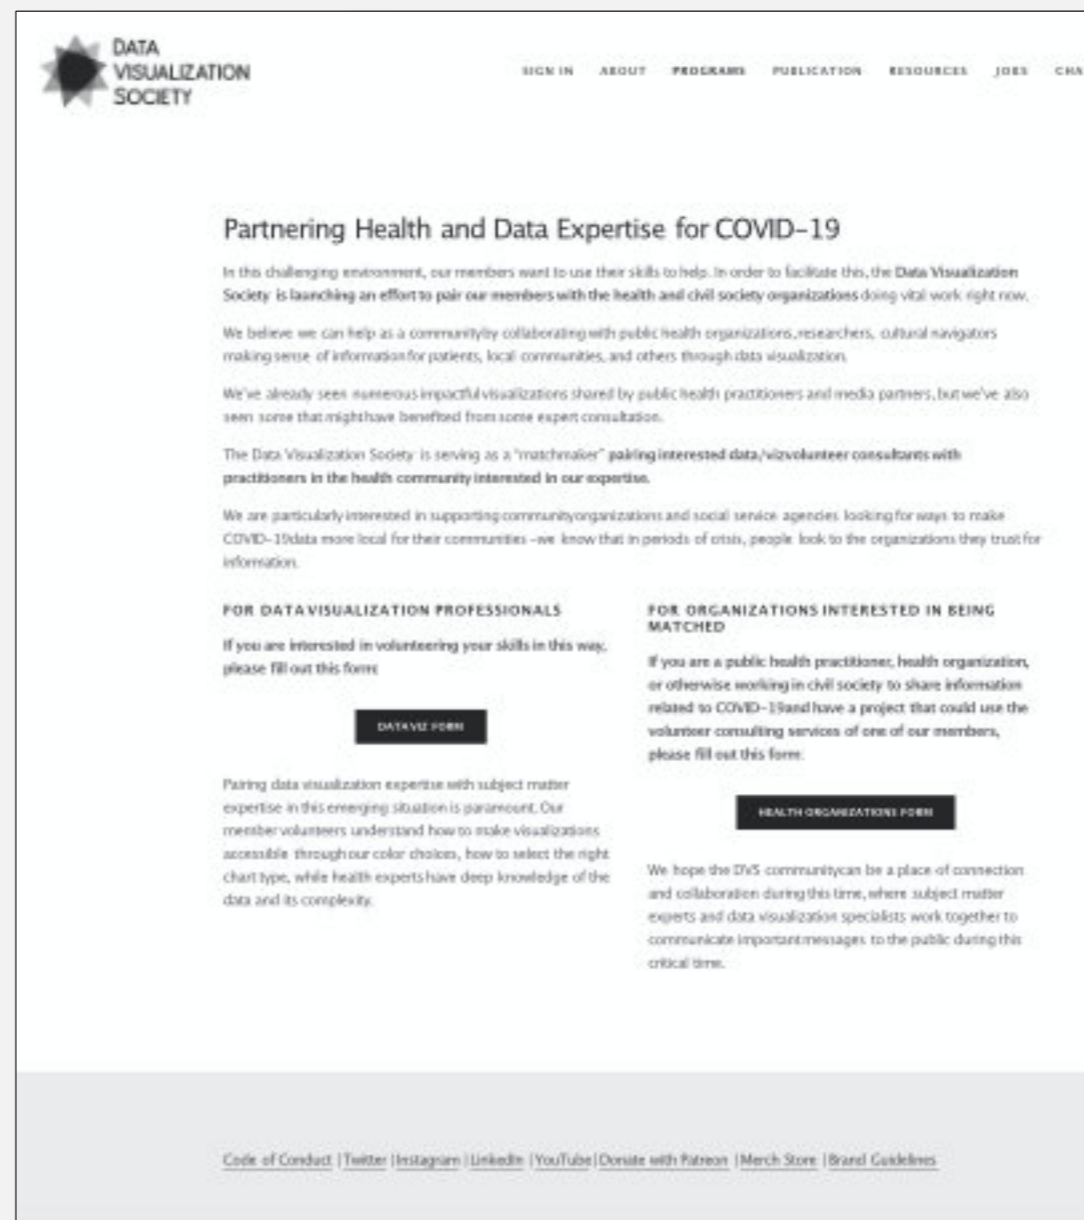 DATA
VISUALIZATION
SOCIETY
SIGN IN ABOUT PROGRAMS PUBLICATION RESOURCES JOBS CHA
Partnering Health and Data Expertise for COVID-19
In this challenging environment, our members want to use their skills to help. In order to facilitate this, the Data Visualization
Society is launching an effort to pair our members with the health and civil society organizations doing vital work right now.
We believe we can help as a community by collaborating with public health organizations, researchers, cultural navigators
making sense of information for patients, local communities, and others through data visualization.
We've already seen numerous impactful visualizations shared by public health practitioners and media partners, but we've also
seen some that might have benefited from some expert consultation.
The Data Visualization Society is serving as a "matchmaker" pairing interested data/viz volunteer consultants with
practitioners in the health community interested in our expertise.
We are particularly interested in supporting community organizations and social service agencies looking for ways to make
COVID-19 data more local for their communities –we know that in periods of crisis, people look to the organizations they trust for
information.
FOR DATA VISUALIZATION PROFESSIONALS
If you are interested in volunteering your skills in this way,
please fill out this form:
DATA VIZ FORM
Pairing data visualization expertise with subject matter
expertise in this emerging situation is paramount. Our
member volunteers understand how to make visualizations
accessible through our color choices, how to select the right
chart type, while health experts have deep knowledge of the
data and its complexity.
FOR ORGANIZATIONS INTERESTED IN BEING
MATCHED
If you are a public health practitioner, health organization,
or otherwise working in civil society to share information
related to COVID-19 and have a project that could use the
volunteer consulting services of one of our members,
please fill out this form:
HEALTH ORGANIZATIONS FORM
We hope the DVS community can be a place of connection
and collaboration during this time, where subject matter
experts and data visualization specialists work together to
communicate important messages to the public during this
critical time.
Code of Conduct | Twitter | Instagram | LinkedIn | YouTube | Donate with Patreon | Merch Store | Brand Guidelines